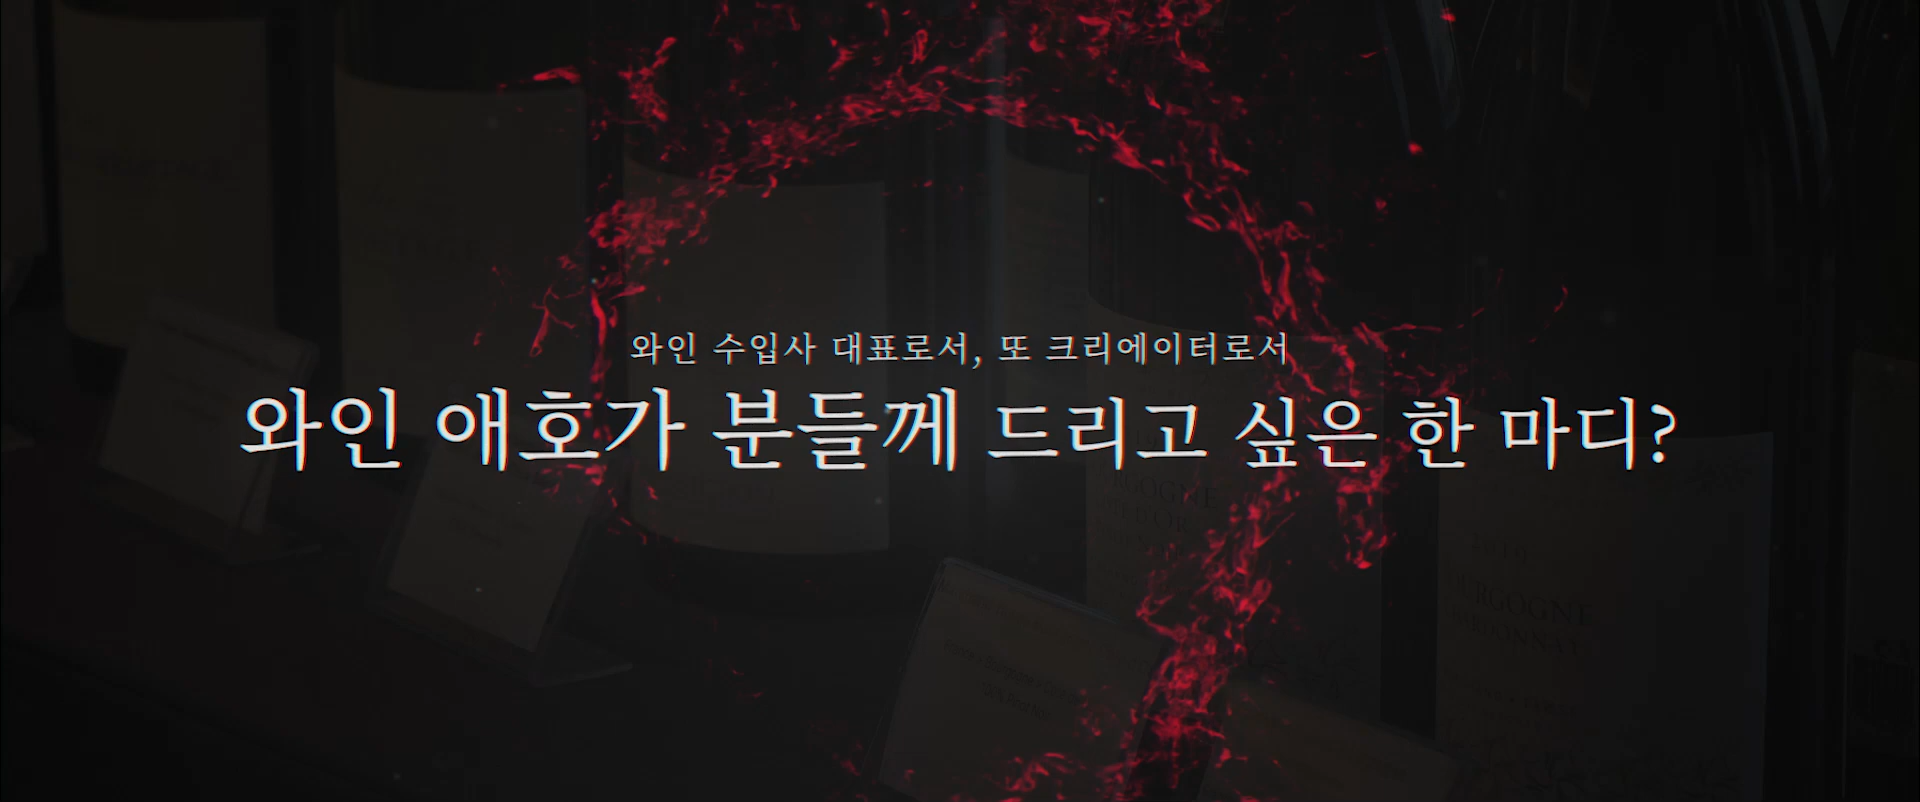 와인 수입사 대표로서, 또 크리에이터로서
와인 애호가 분들께 드리고 싶은 한 마디?